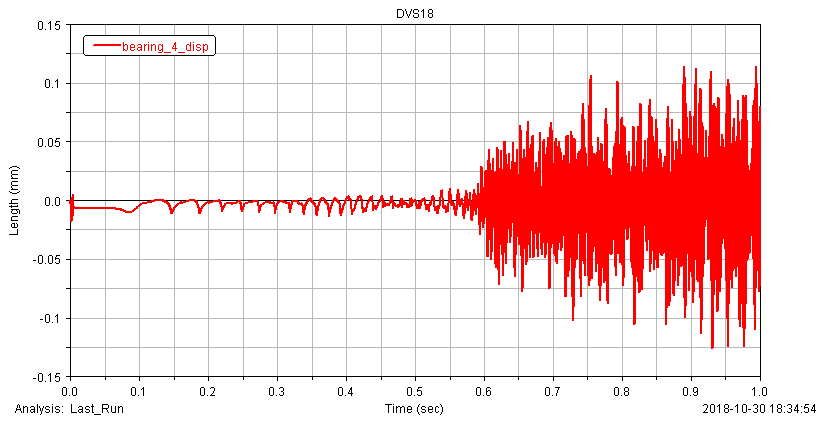 DVS18
bearing_4_disp
0.15
0.1
0.05
0.0
-0.05
-0.1
-0.15
Length (mm)
0.0 0.1 0.2 0.3 0.4 0.5 0.6 0.7 0.8 0.9 1.0
Analysis: Last_Run Time (sec) 2018-10-30 18:34:54